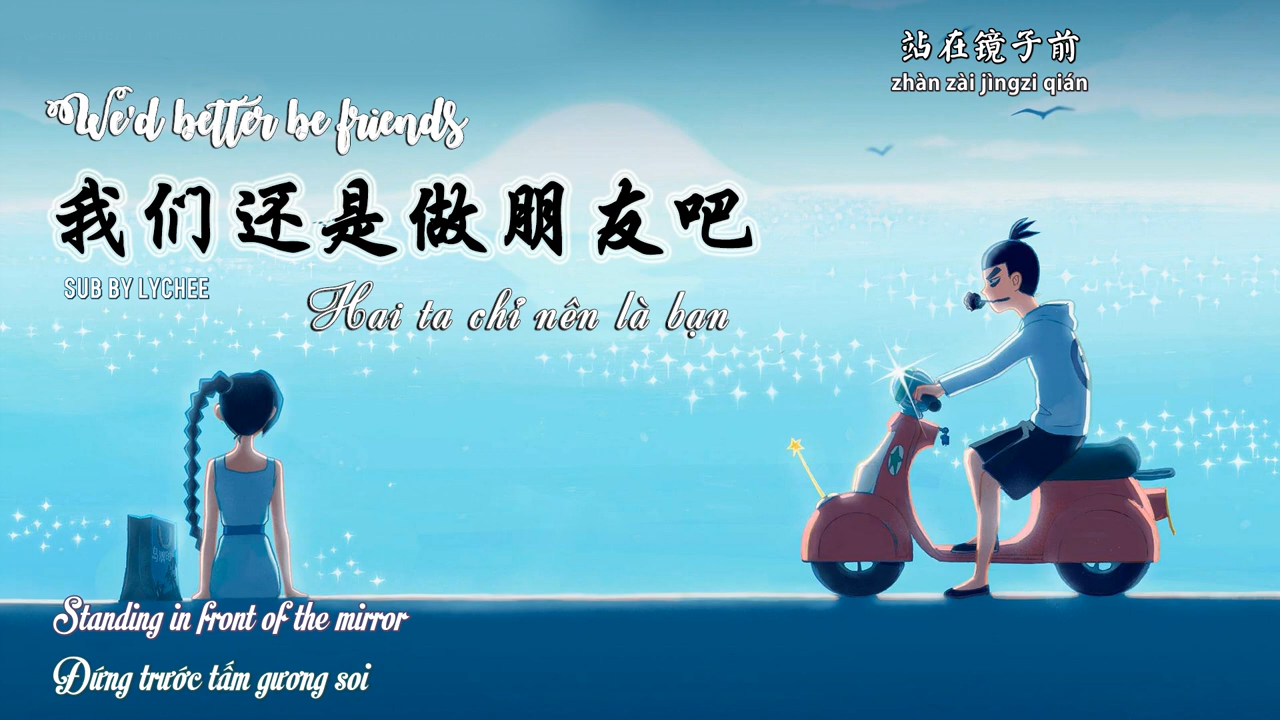 站在镜子前
zhàn zài jìngzi qián
We'd better be friends
我们还是做朋友吧
SUB BY LYCHEE
Hai ta chỉ nên là bạn
Standing in front of the mirror
Đứng trước tấm gương soi